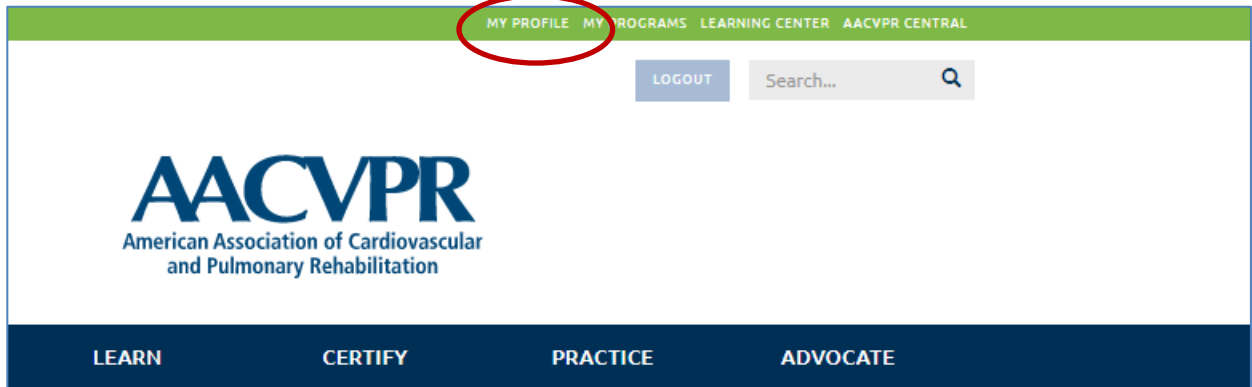 MY PROFILE MY PROGRAMS LEARNING CENTER AACVPR CENTRAL
LOGOUT Search...
AACVPR
American Association of Cardiovascular
and Pulmonary Rehabilitation
LEARN CERTIFY PRACTICE ADVOCATE